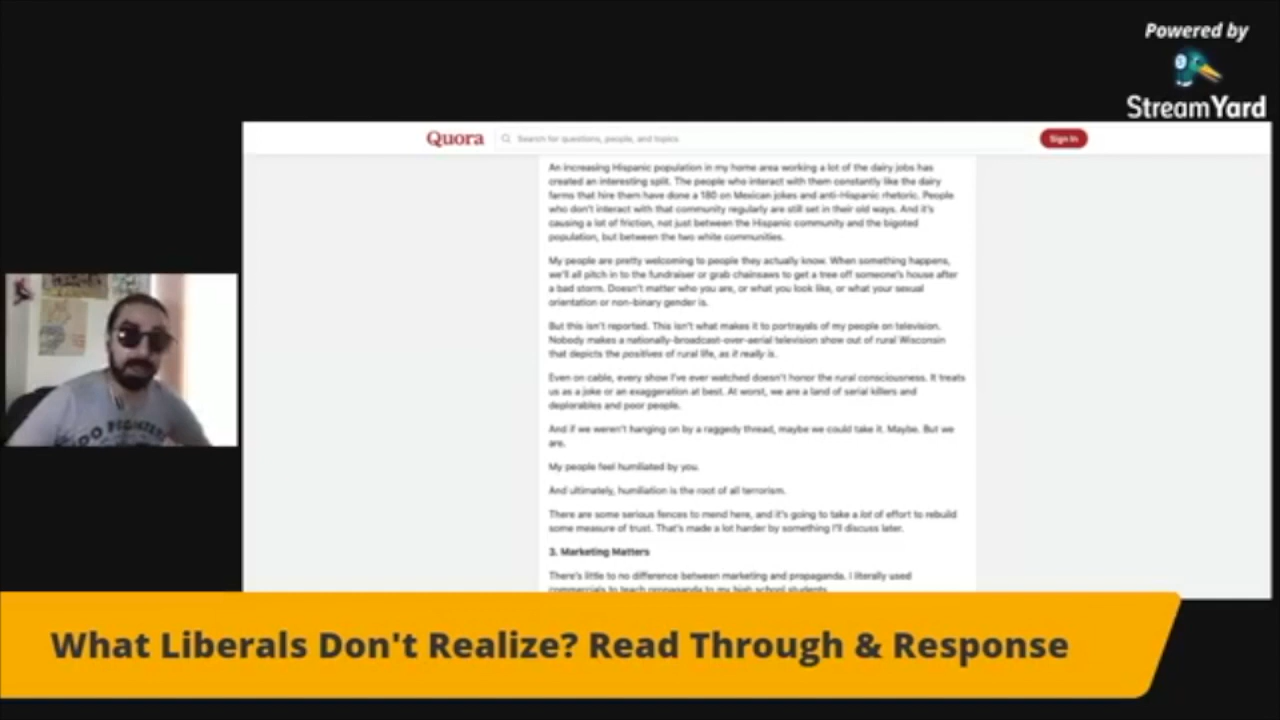 Powered by
StreamYard
Quora
Search for questions, people, and topics
Sign In
An increasing Hispanic population in my home area working a lot of the dairy jobs has
created an interesting split. The people who interact with them constantly like the dairy
farms that hire them have done a 180 on Mexican jokes and anti-Hispanic rhetoric. People
who don't interact with that community regularly are still set in their old ways. And it's
causing a lot of friction, not just between the Hispanic community and the bigoted
population, but between the two white communities.
My people are pretty welcoming to people they actually know. When something happens,
we'll all pitch in to the fundraiser or grab chainsaws to get a tree off someone's house after
a bad storm. Doesn't matter who you are, or what you look like, or what your sexual
orientation or non-binary gender is.
But this isn't reported. This isn't what makes it to portrayals of my people on television.
Nobody makes a nationally-broadcast-over-aerial television show out of rural Wisconsin
that depicts the positives of rural life, as it really is.
Even on cable, every show I've ever watched doesn't honor the rural consciousness. It treats
us as a joke or an exaggeration at best. At worst, we are a land of serial killers and
deplorables and poor people.
And if we weren't hanging on by a raggedy thread, maybe we could take it. Maybe. But we
are.
My people feel humiliated by you.
And ultimately, humiliation is the root of all terrorism.
There are some serious fences to mend here, and it's going to take a lot of effort to rebuild
some measure of trust. That's made a lot harder by something I'll discuss later.
3. Marketing Matters
There's little to no difference between marketing and propaganda. I literally used
commercials to teach propaganda to my high school students
What Liberals Don't Realize? Read Through & Response